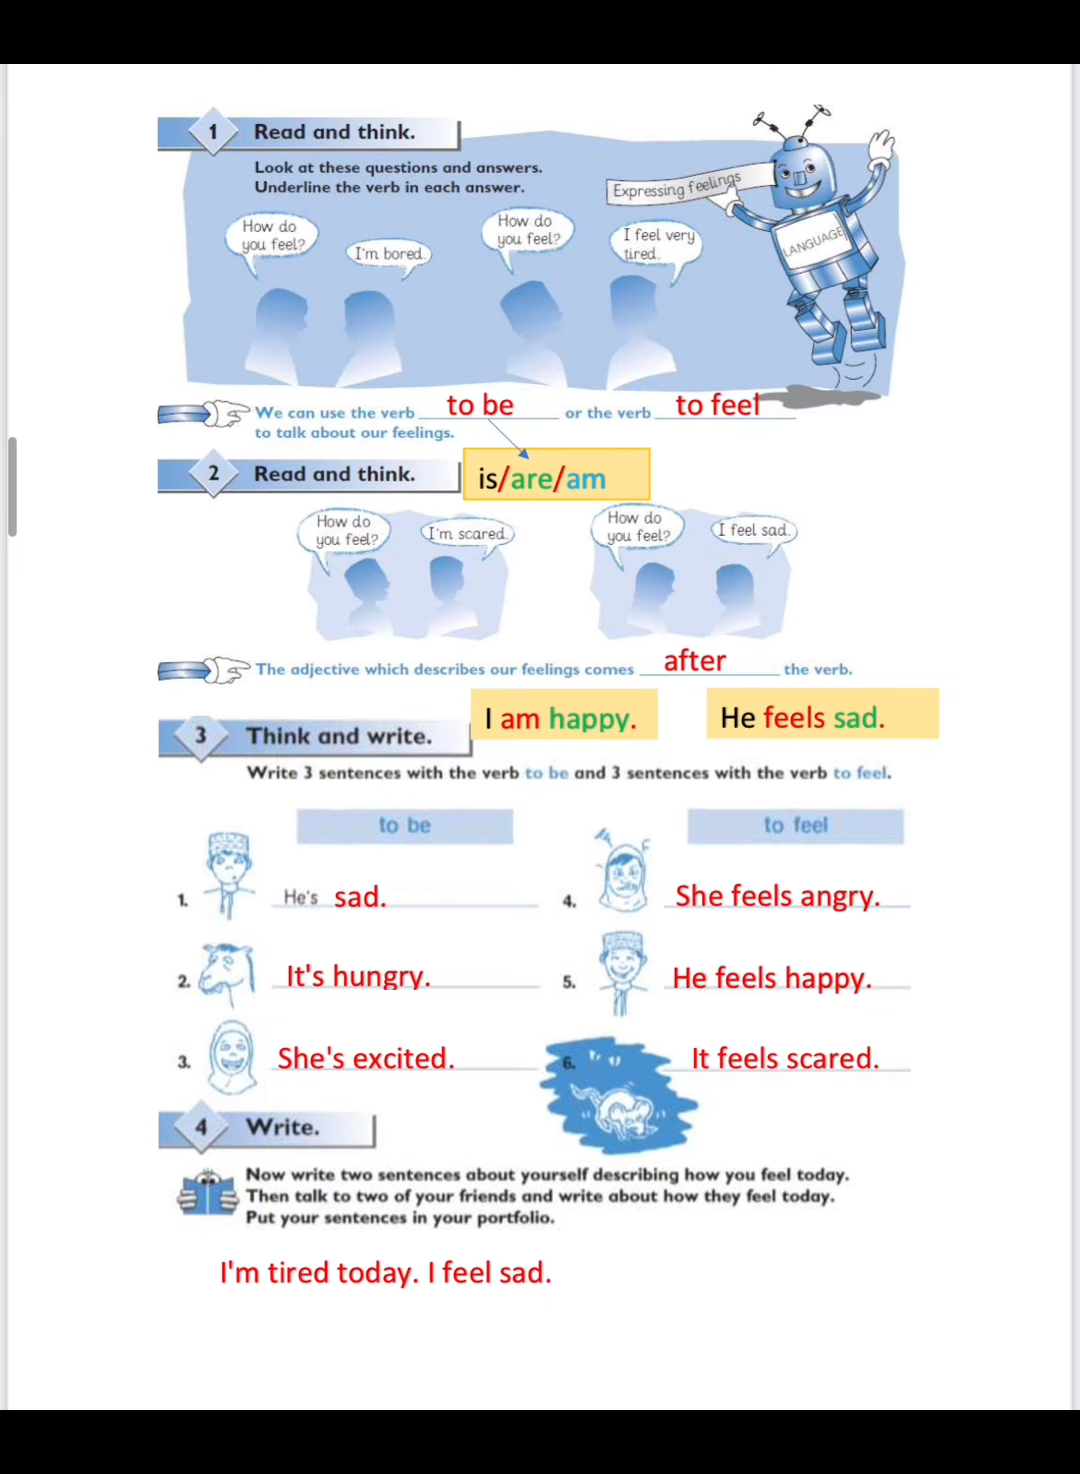 1 Read and think.
Look at these questions and answers.
Underline the verb in each answer.
Expressing feelings
LANGUAGE
How do
you feel?
I'm bored.
How do
you feel?
I feel very
tired.
We can use the verb to be or the verb to feel
to talk about our feelings.
2 Read and think.
is/are/am
How do
you feel?
I'm scared.
How do
you feel?
I feel sad.
The adjective which describes our feelings comes after the verb.
I am happy.
He feels sad.
3 Think and write.
Write 3 sentences with the verb to be and 3 sentences with the verb to feel.
to be
to feel
1. He's sad.
4. She feels angry.
2. It's hungry.
5. He feels happy.
3. She's excited.
6. It feels scared.
4 Write.
Now write two sentences about yourself describing how you feel today.
Then talk to two of your friends and write about how they feel today.
Put your sentences in your portfolio.
I'm tired today. I feel sad.